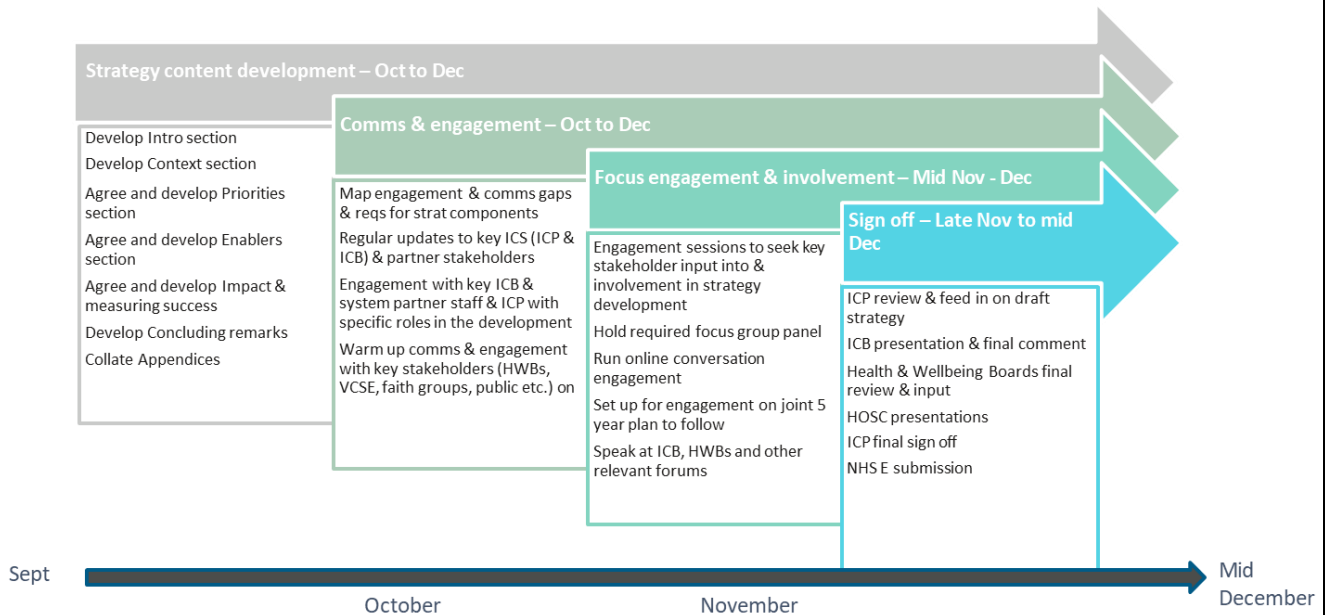 Strategy content development – Oct to Dec
Develop Intro section
Develop Context section
Agree and develop Priorities
section
Agree and develop Enablers
section
Agree and develop Impact &
measuring success
Develop Concluding remarks
Collate Appendices
Comms & engagement – Oct to Dec
Map engagement & comms gaps
& reqs for strat components
Regular updates to key ICS (ICP &
ICB) & partner stakeholders
Engagement with key ICB &
system partner staff & ICP with
specific roles in the development
Warm up comms & engagement
with key stakeholders (HWBs,
VCSE, faith groups, public etc.) on
Focus engagement & involvement – Mid Nov - Dec
Engagement sessions to seek key
stakeholder input into &
involvement in strategy
development
Hold required focus group panel
Run online conversation
engagement
Set up for engagement on joint 5
year plan to follow
Speak at ICB, HWBs and other
relevant forums
Sign off – Late Nov to mid
Dec
ICP review & feed in on draft
strategy
ICB presentation & final comment
Health & Wellbeing Boards final
review & input
HOSC presentations
ICP final sign off
NHS E submission
Sept
October
November
Mid
December